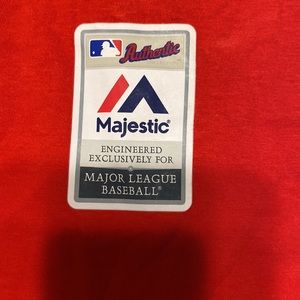 Authentic
Majestic®
ENGINEERED
EXCLUSIVELY FOR
MAJOR LEAGUE
BASEBALL®